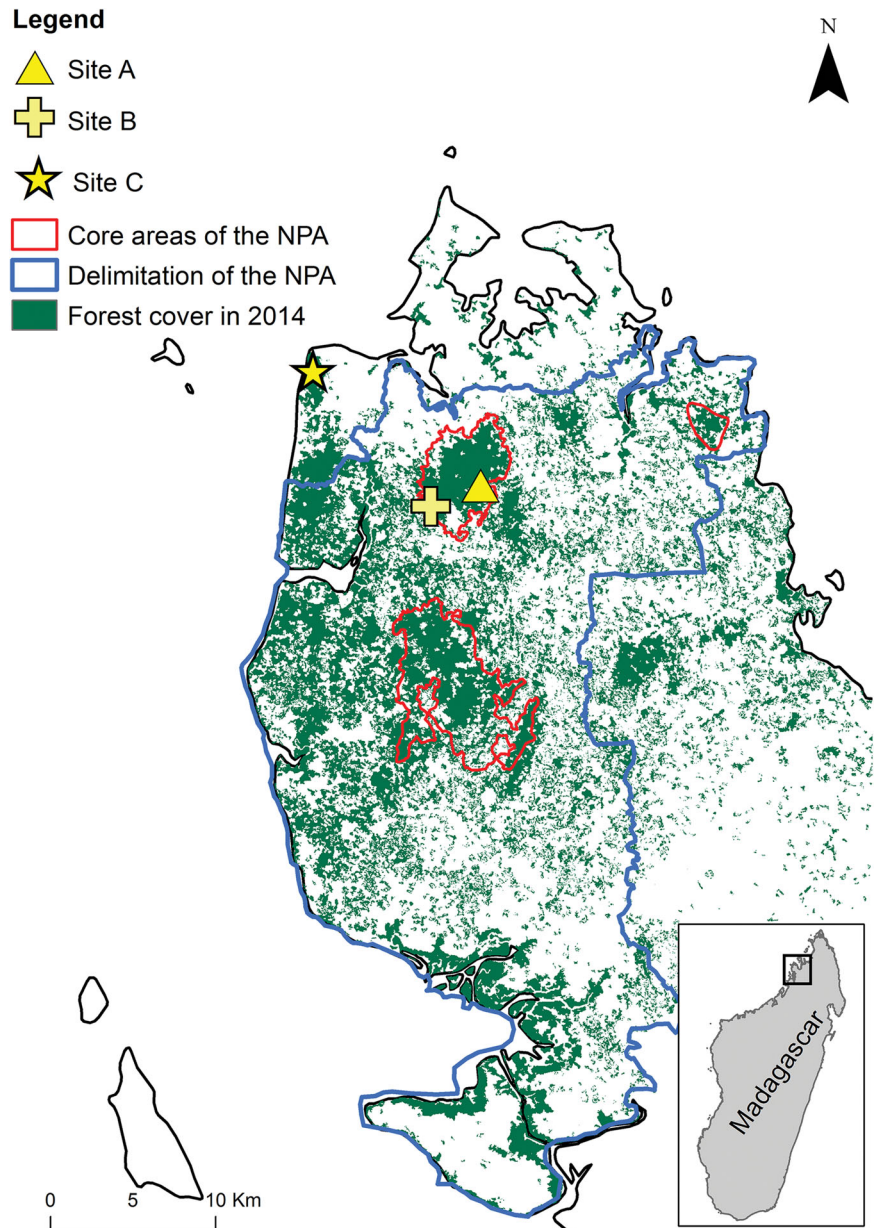 Legend
N
Site A
Site B
Site C
Core areas of the NPA
Delimitation of the NPA
Forest cover in 2014
Madagascar
0 5 10 Km